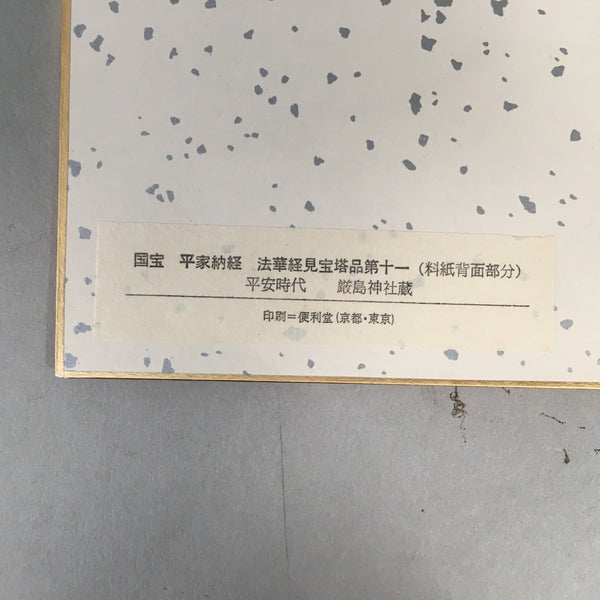 国宝　平家納経　法華経見宝塔品第十一（料紙背面部分）
平安時代　厳島神社蔵
印刷＝便利堂（京都・東京）